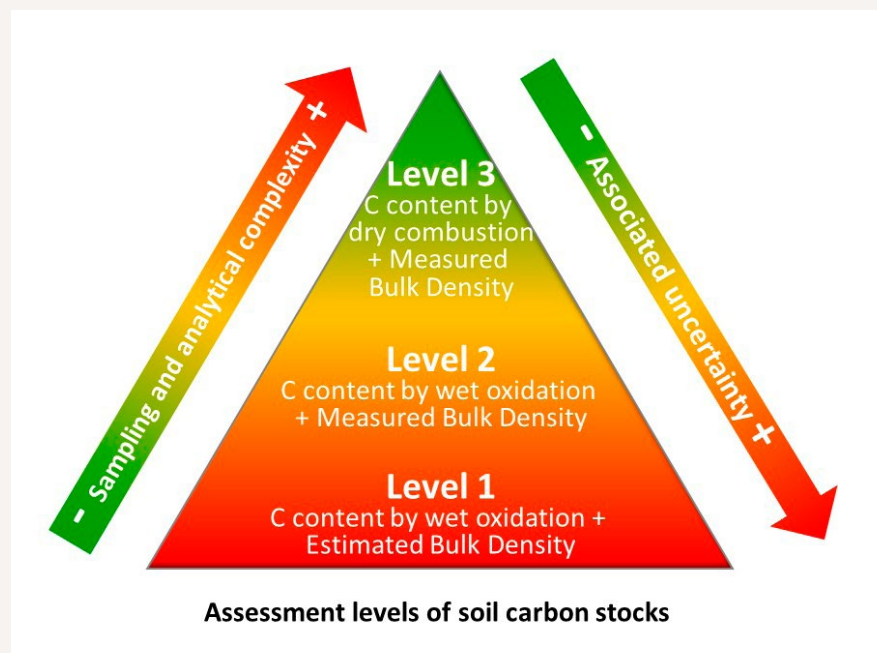 - Sampling and analytical complexity +
- Associated uncertainty +
Level 3
C content by
dry combustion
+ Measured
Bulk Density
Level 2
C content by wet oxidation
+ Measured Bulk Density
Level 1
C content by wet oxidation +
Estimated Bulk Density
Assessment levels of soil carbon stocks